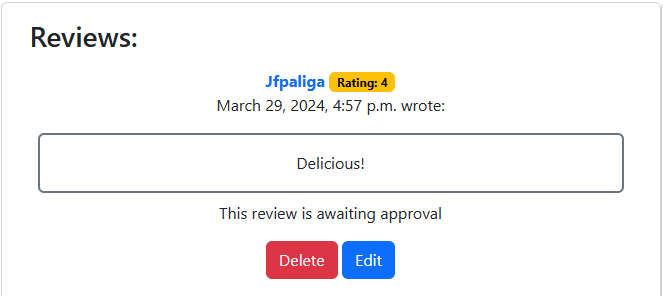 Reviews:
Jfpaliga Rating: 4
March 29, 2024, 4:57 p.m. wrote:
Delicious!
This review is awaiting approval
Delete Edit